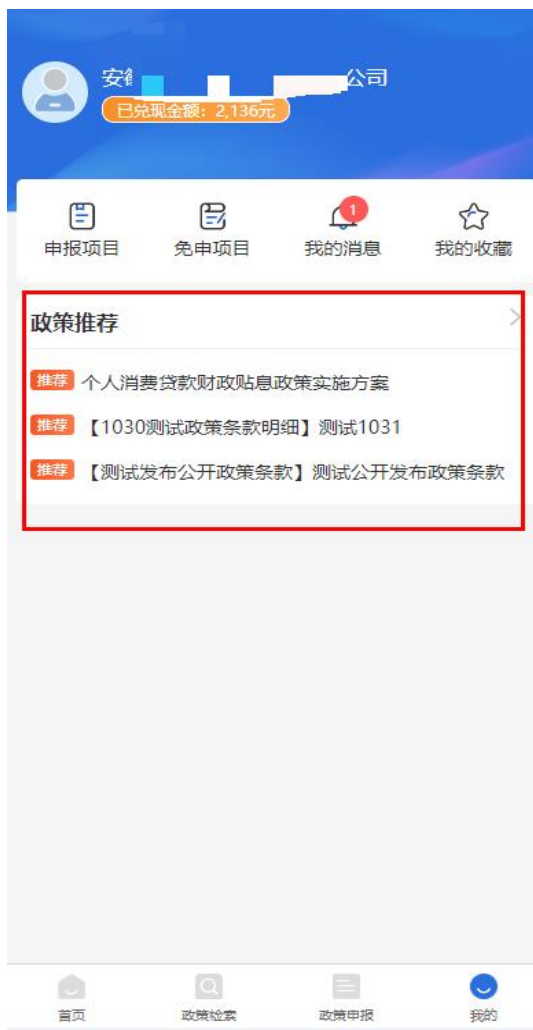 安 公司
已兑现金额：2,136元
申报项目 免申项目 我的消息 我的收藏
1
政策推荐
推荐 个人消费贷款财政贴息政策实施方案
推荐 【1030测试政策条款明细】测试1031
推荐 【测试发布公开政策条款】测试公开发布政策条款
首页 政策检索 政策申报 我的